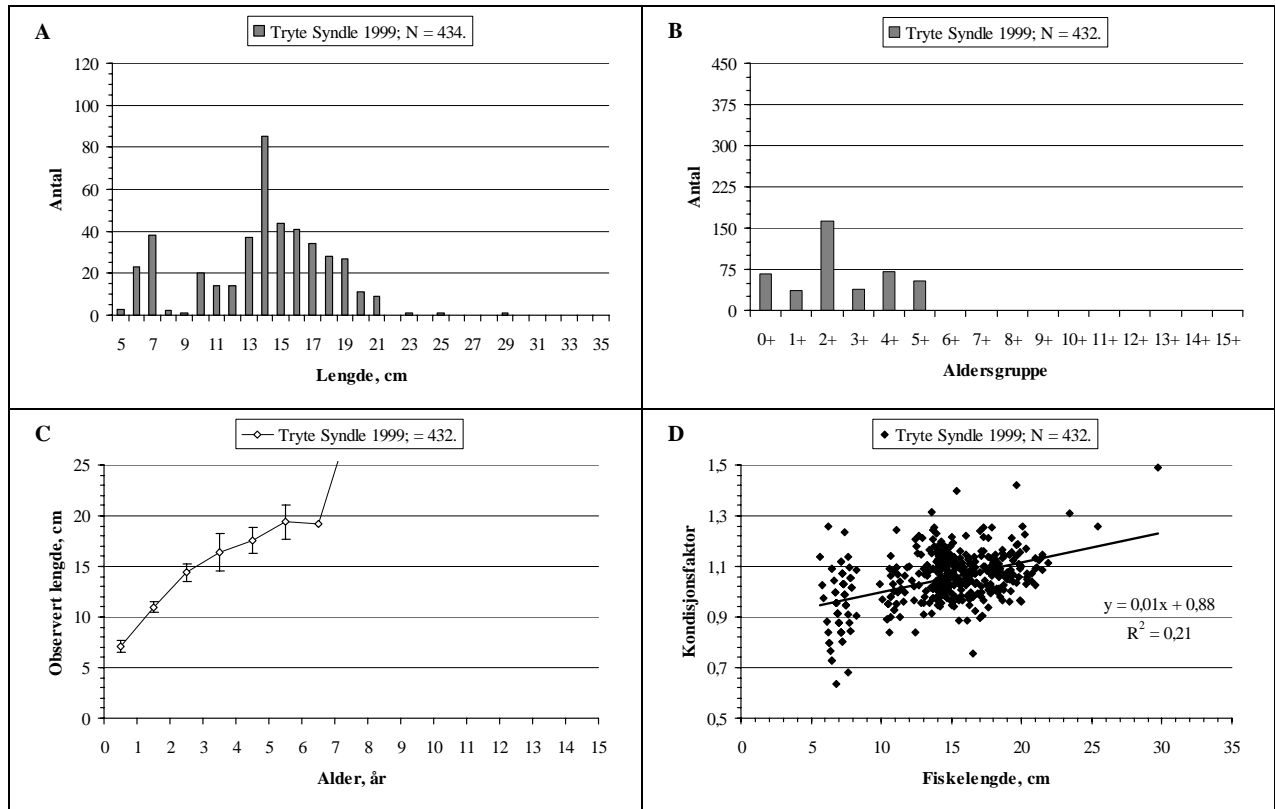 A
Tryte Syndle 1999; N = 434.
120
100
80
60
40
20
0
Antal
5 7 9 11 13 15 17 19 21 23 25 27 29 31 33 35
Lengde, cm
B
Tryte Syndle 1999; N = 432.
450
375
300
225
150
75
0
Antal
0+ 1+ 2+ 3+ 4+ 5+ 6+ 7+ 8+ 9+ 10+ 11+ 12+ 13+ 14+ 15+
Aldersgruppe
C
Tryte Syndle 1999; = 432.
25
20
15
10
5
0
Observert lengde, cm
0 1 2 3 4 5 6 7 8 9 10 11 12 13 14 15
Alder, år
D
Tryte Syndle 1999; N = 432.
1,5
1,3
1,1
0,9
0,7
0,5
Kondisjonsfaktor
y = 0,01x + 0,88
R² = 0,21
0 5 10 15 20 25 30 35
Fiskelengde, cm